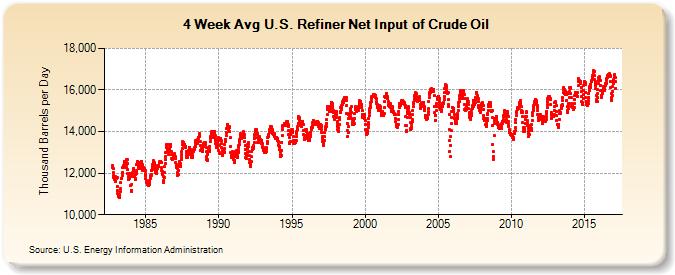 4 Week Avg U.S. Refiner Net Input of Crude Oil
Thousand Barrels per Day
18,000
16,000
14,000
12,000
10,000
1985 1990 1995 2000 2005 2010 2015
Source: U.S. Energy Information Administration